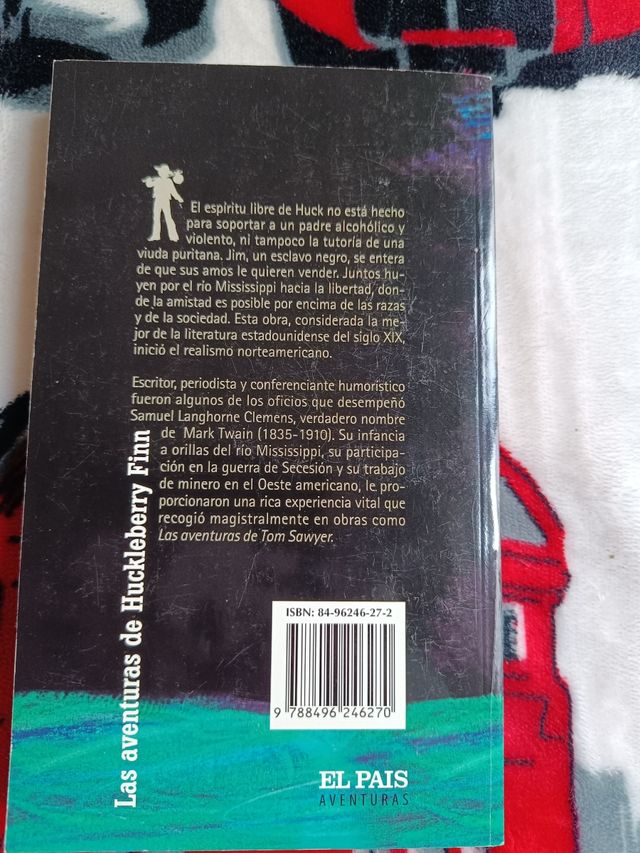 El espíritu libre de Huck no está hecho
para soportar a un padre alcohólico y
violento, ni tampoco la tutoría de una
viuda puritana. Jim, un esclavo negro, se entera
de que sus amos le quieren vender. Juntos hu-
yen por el río Mississippi hacia la libertad, don-
de la amistad es posible por encima de las razas
y de la sociedad. Esta obra, considerada la me-
jor de la literatura estadounidense del siglo XIX,
inició el realismo norteamericano.
Escritor, periodista y conferenciante humorístico
fueron algunos de los oficios que desempeñó
Samuel Langhorne Clemens, verdadero nombre
de Mark Twain (1835-1910). Su infancia
a orillas del río Mississippi, su participa-
ción en la guerra de Secesión y su trabajo
de minero en el Oeste americano, le pro-
porcionaron una rica experiencia vital que
recogió magistralmente en obras como
Las aventuras de Tom Sawyer.
Las aventuras de Huckleberry Finn
ISBN: 84-96246-27-2
9 788496 246270
EL PAIS
AVENTURAS